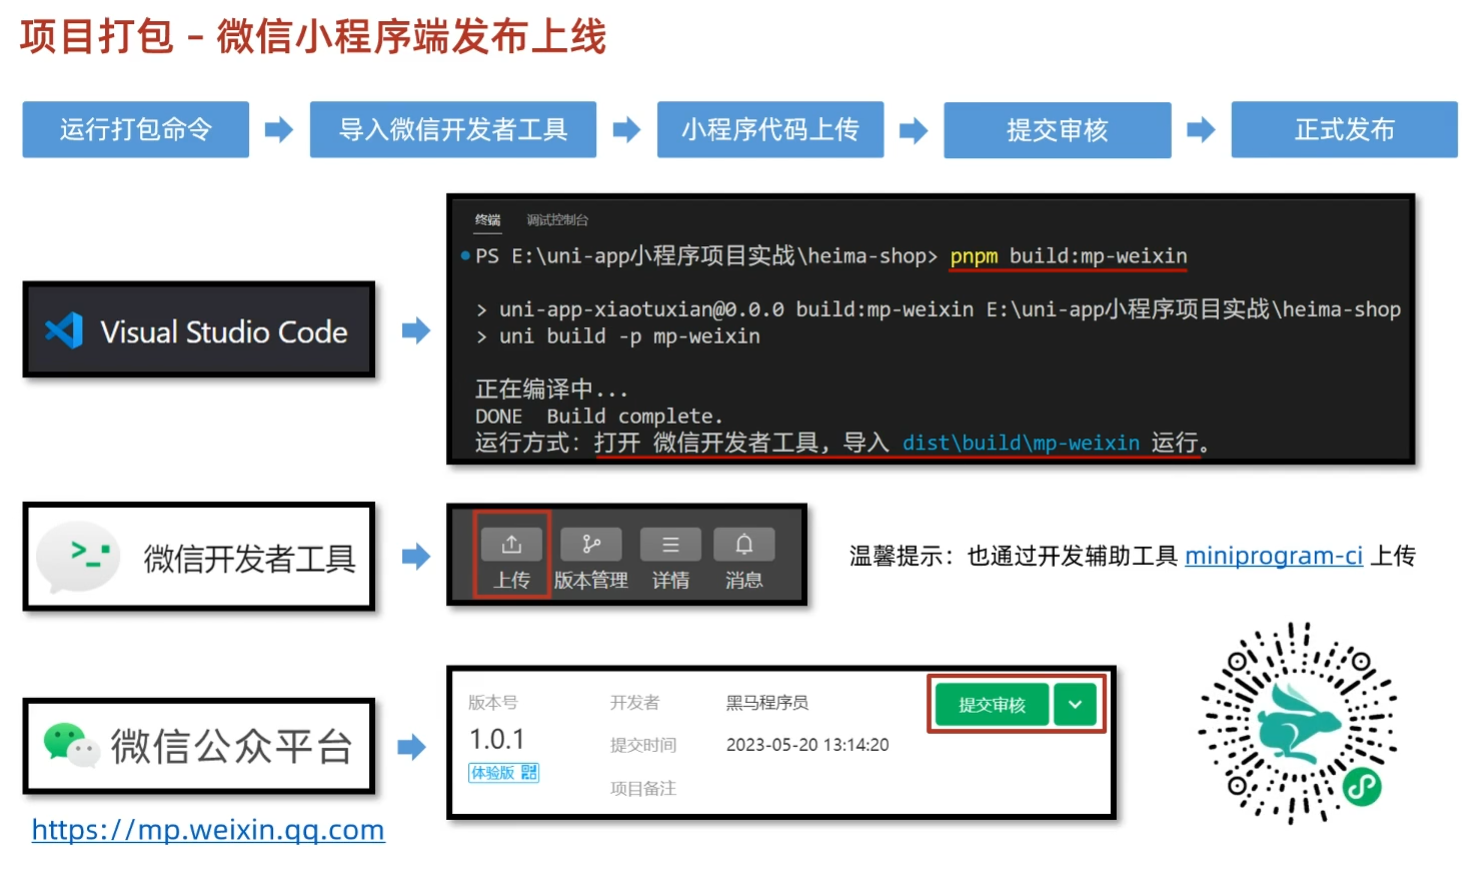 项目打包 – 微信小程序端发布上线
运行打包命令
导入微信开发者工具
小程序代码上传
提交审核
正式发布
终端 调试控制台
PS E:\uni-app小程序项目实战\heima-shop> pnpm build:mp-weixin
> uni-app-xiaotuxian@0.0.0 build:mp-weixin E:\uni-app小程序项目实战\heima-shop
> uni build -p mp-weixin
正在编译中...
DONE  Build complete.
运行方式：打开 微信开发者工具，导入 dist\build\mp-weixin 运行。
Visual Studio Code
微信开发者工具
上传 版本管理 详情 消息
温馨提示：也通过开发辅助工具 miniprogram-ci 上传
微信公众平台
https://mp.weixin.qq.com
版本号
1.0.1
体验版
开发者 黑马程序员
提交时间 2023-05-20 13:14:20
项目备注
提交审核